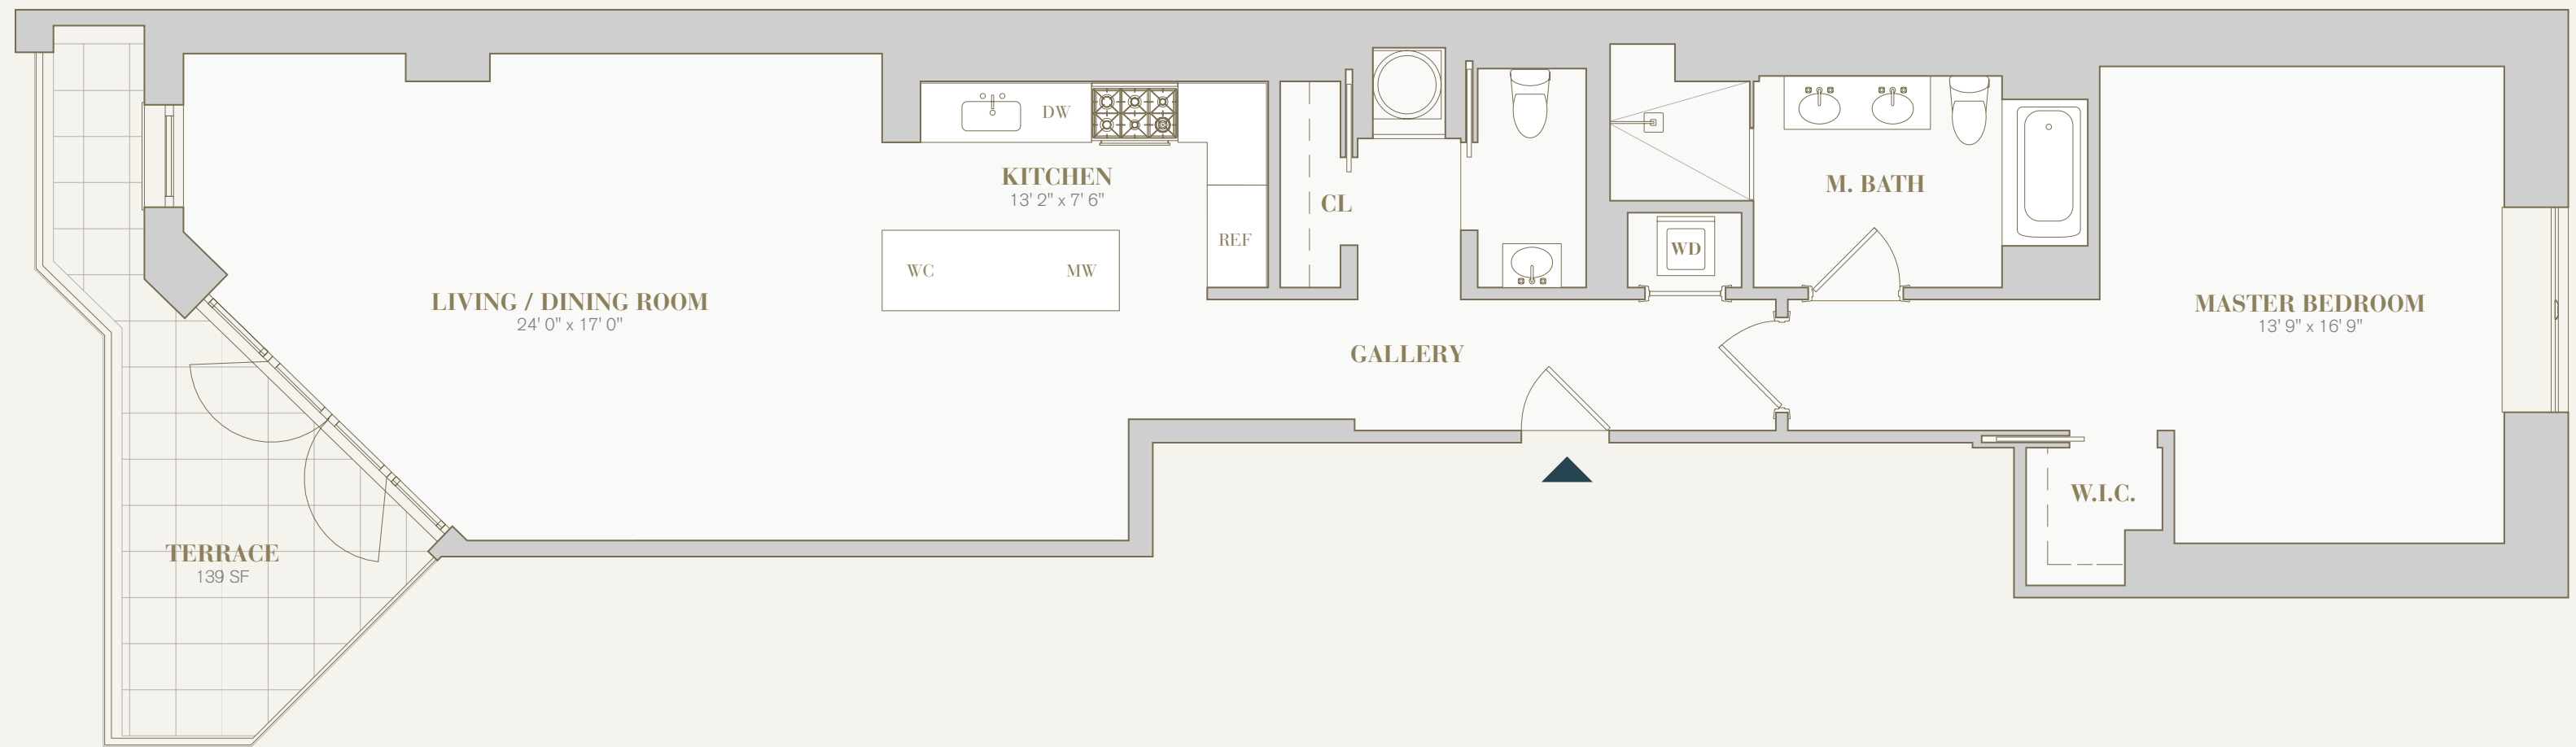 LIVING / DINING ROOM
24' 0" x 17' 0"
TERRACE
139 SF
KITCHEN
13' 2" x 7' 6"
DW
REF
WC
MW
CL
GALLERY
WD
M. BATH
W.I.C.
MASTER BEDROOM
13' 9" x 16' 9"